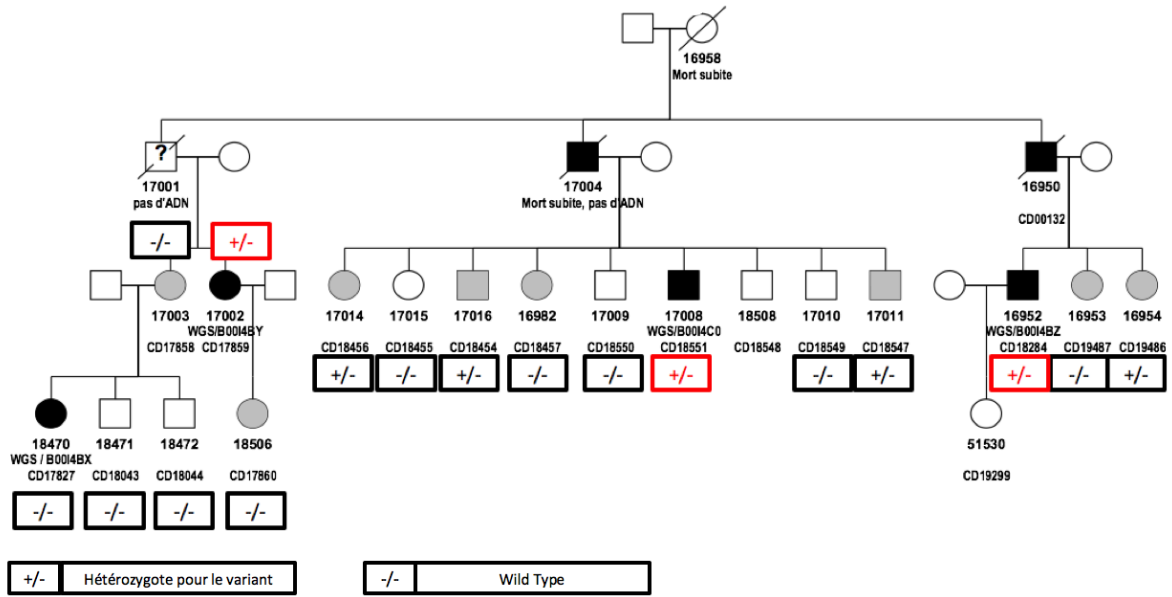 16958
Mort subite
?
17001
pas d'ADN
17004
Mort subite, pas d'ADN
16950
CD00132
-/-
+/-
17003
CD17858
17002
WGS/B00I4BY
CD17859
17014
CD18456
+/-
17015
CD18455
-/-
17016
CD18454
+/-
16982
CD18457
-/-
17009
CD18550
-/-
17008
WGS/B00I4C0
CD18551
+/-
18508
CD18548
17010
CD18549
-/-
17011
CD18547
+/-
16952
WGS/B00I4BZ
CD18284
+/-
16953
CD19487
-/-
16954
CD19486
+/-
18470
WGS / B00I4BX
CD17827
-/-
18471
CD18043
-/-
18472
CD18044
-/-
18506
CD17860
-/-
51530
CD19299
+/- Hétérozygote pour le variant
-/- Wild Type